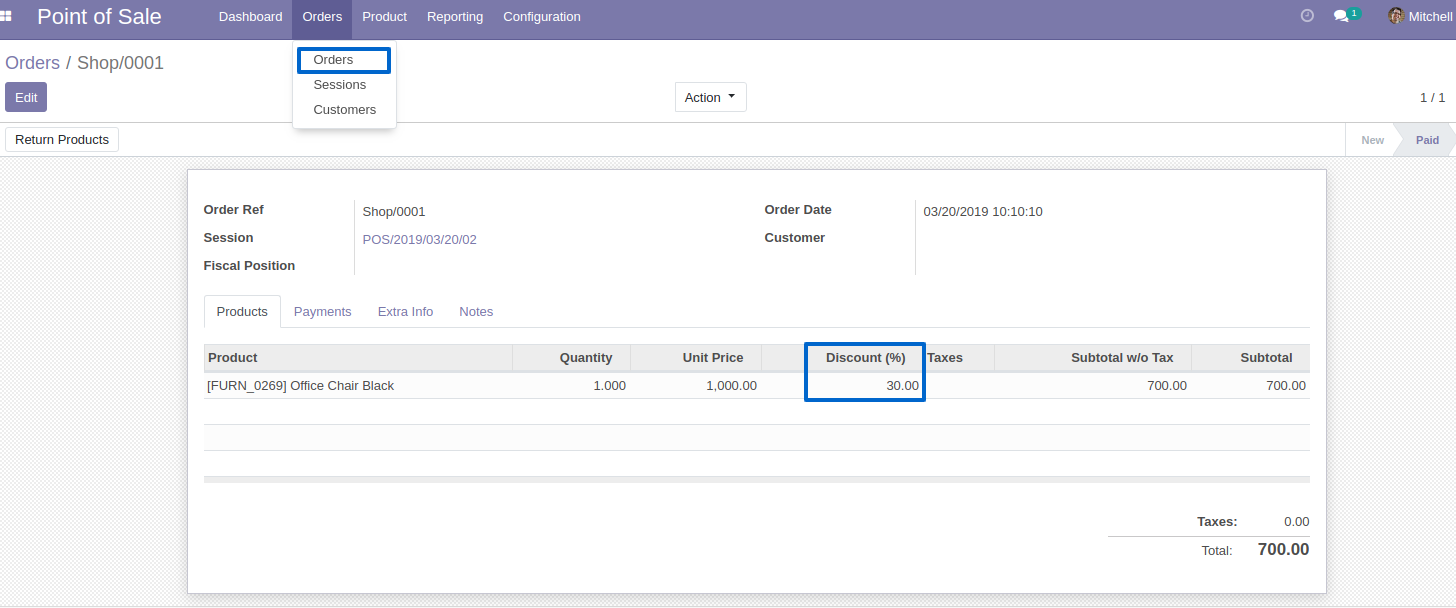 Point of Sale Dashboard Orders Product Reporting Configuration 1 Mitchell
Orders / Shop/0001
Orders
Sessions
Customers
Edit Action 1 / 1
Return Products New Paid
Order Ref Shop/0001 Order Date 03/20/2019 10:10:10
Session POS/2019/03/20/02 Customer
Fiscal Position
Products Payments Extra Info Notes
Product Quantity Unit Price Discount (%) Taxes Subtotal w/o Tax Subtotal
[FURN_0269] Office Chair Black 1.000 1,000.00 30.00 700.00 700.00
Taxes: 0.00
Total: 700.00